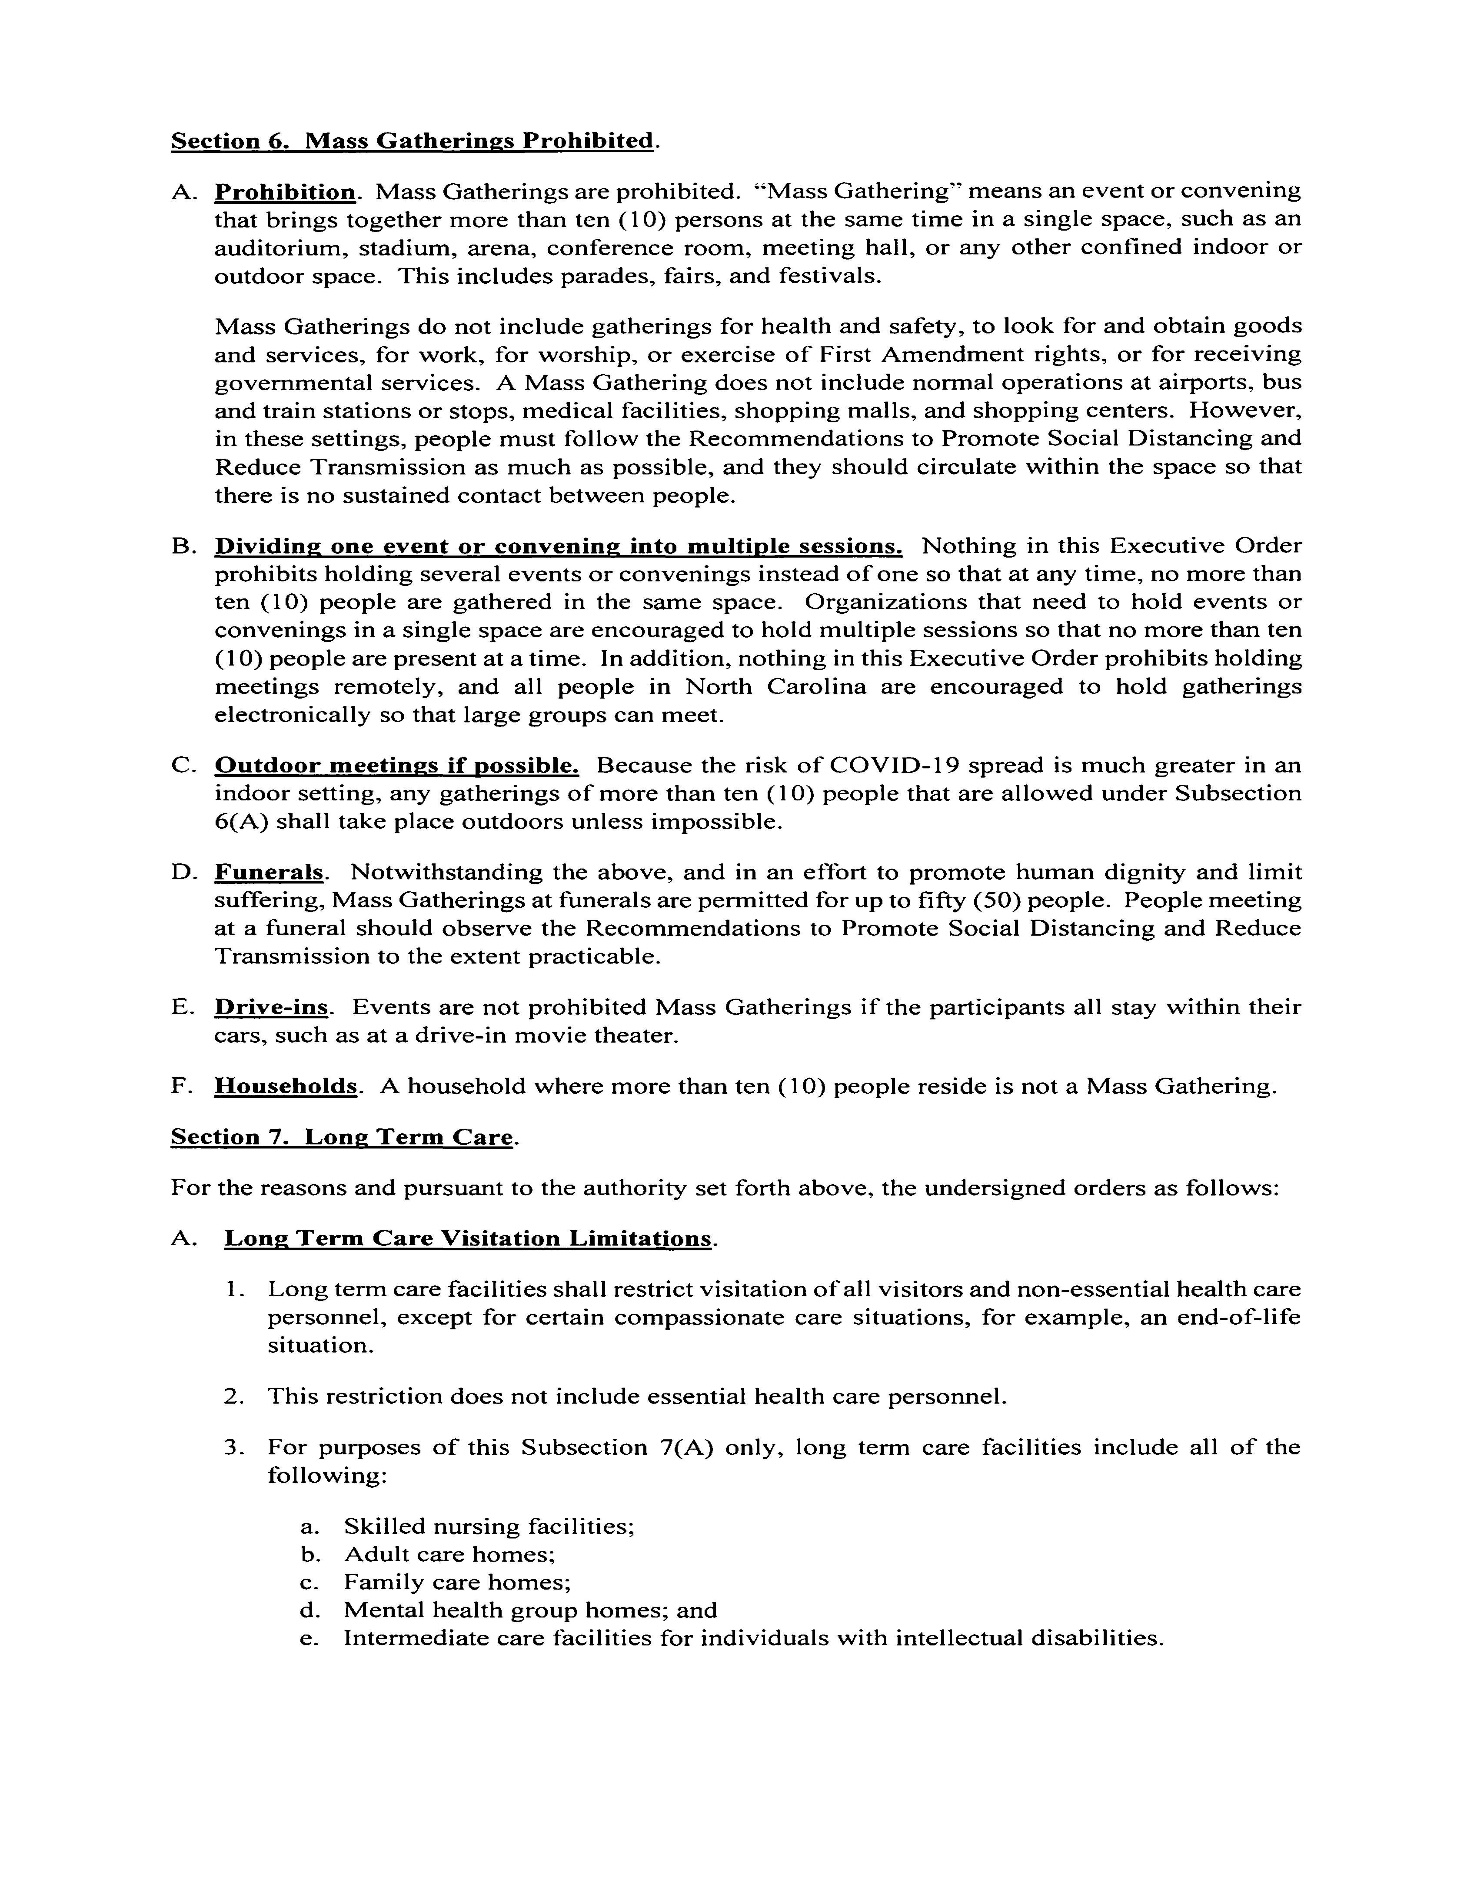 Section 6. Mass Gatherings Prohibited.
A. Prohibition. Mass Gatherings are prohibited. “Mass Gathering” means an event or convening
that brings together more than ten (10) persons at the same time in a single space, such as an
auditorium, stadium, arena, conference room, meeting hall, or any other confined indoor or
outdoor space. This includes parades, fairs, and festivals.
Mass Gatherings do not include gatherings for health and safety, to look for and obtain goods
and services, for work, for worship, or exercise of First Amendment rights, or for receiving
governmental services. A Mass Gathering does not include normal operations at airports, bus
and train stations or stops, medical facilities, shopping malls, and shopping centers. However,
in these settings, people must follow the Recommendations to Promote Social Distancing and
Reduce Transmission as much as possible, and they should circulate within the space so that
there is no sustained contact between people.
B. Dividing one event or convening into multiple sessions. Nothing in this Executive Order
prohibits holding several events or convenings instead of one so that at any time, no more than
ten (10) people are gathered in the same space. Organizations that need to hold events or
convenings in a single space are encouraged to hold multiple sessions so that no more than ten
(10) people are present at a time. In addition, nothing in this Executive Order prohibits holding
meetings remotely, and all people in North Carolina are encouraged to hold gatherings
electronically so that large groups can meet.
C. Outdoor meetings if possible. Because the risk of COVID-19 spread is much greater in an
indoor setting, any gatherings of more than ten (10) people that are allowed under Subsection
6(A) shall take place outdoors unless impossible.
D. Funerals. Notwithstanding the above, and in an effort to promote human dignity and limit
suffering, Mass Gatherings at funerals are permitted for up to fifty (50) people. People meeting
at a funeral should observe the Recommendations to Promote Social Distancing and Reduce
Transmission to the extent practicable.
E. Drive-ins. Events are not prohibited Mass Gatherings if the participants all stay within their
cars, such as at a drive-in movie theater.
F. Households. A household where more than ten (10) people reside is not a Mass Gathering.
Section 7. Long Term Care.
For the reasons and pursuant to the authority set forth above, the undersigned orders as follows:
A. Long Term Care Visitation Limitations.
1. Long term care facilities shall restrict visitation of all visitors and non-essential health care
personnel, except for certain compassionate care situations, for example, an end-of-life
situation.
2. This restriction does not include essential health care personnel.
3. For purposes of this Subsection 7(A) only, long term care facilities include all of the
following:
a. Skilled nursing facilities;
b. Adult care homes;
c. Family care homes;
d. Mental health group homes; and
e. Intermediate care facilities for individuals with intellectual disabilities.